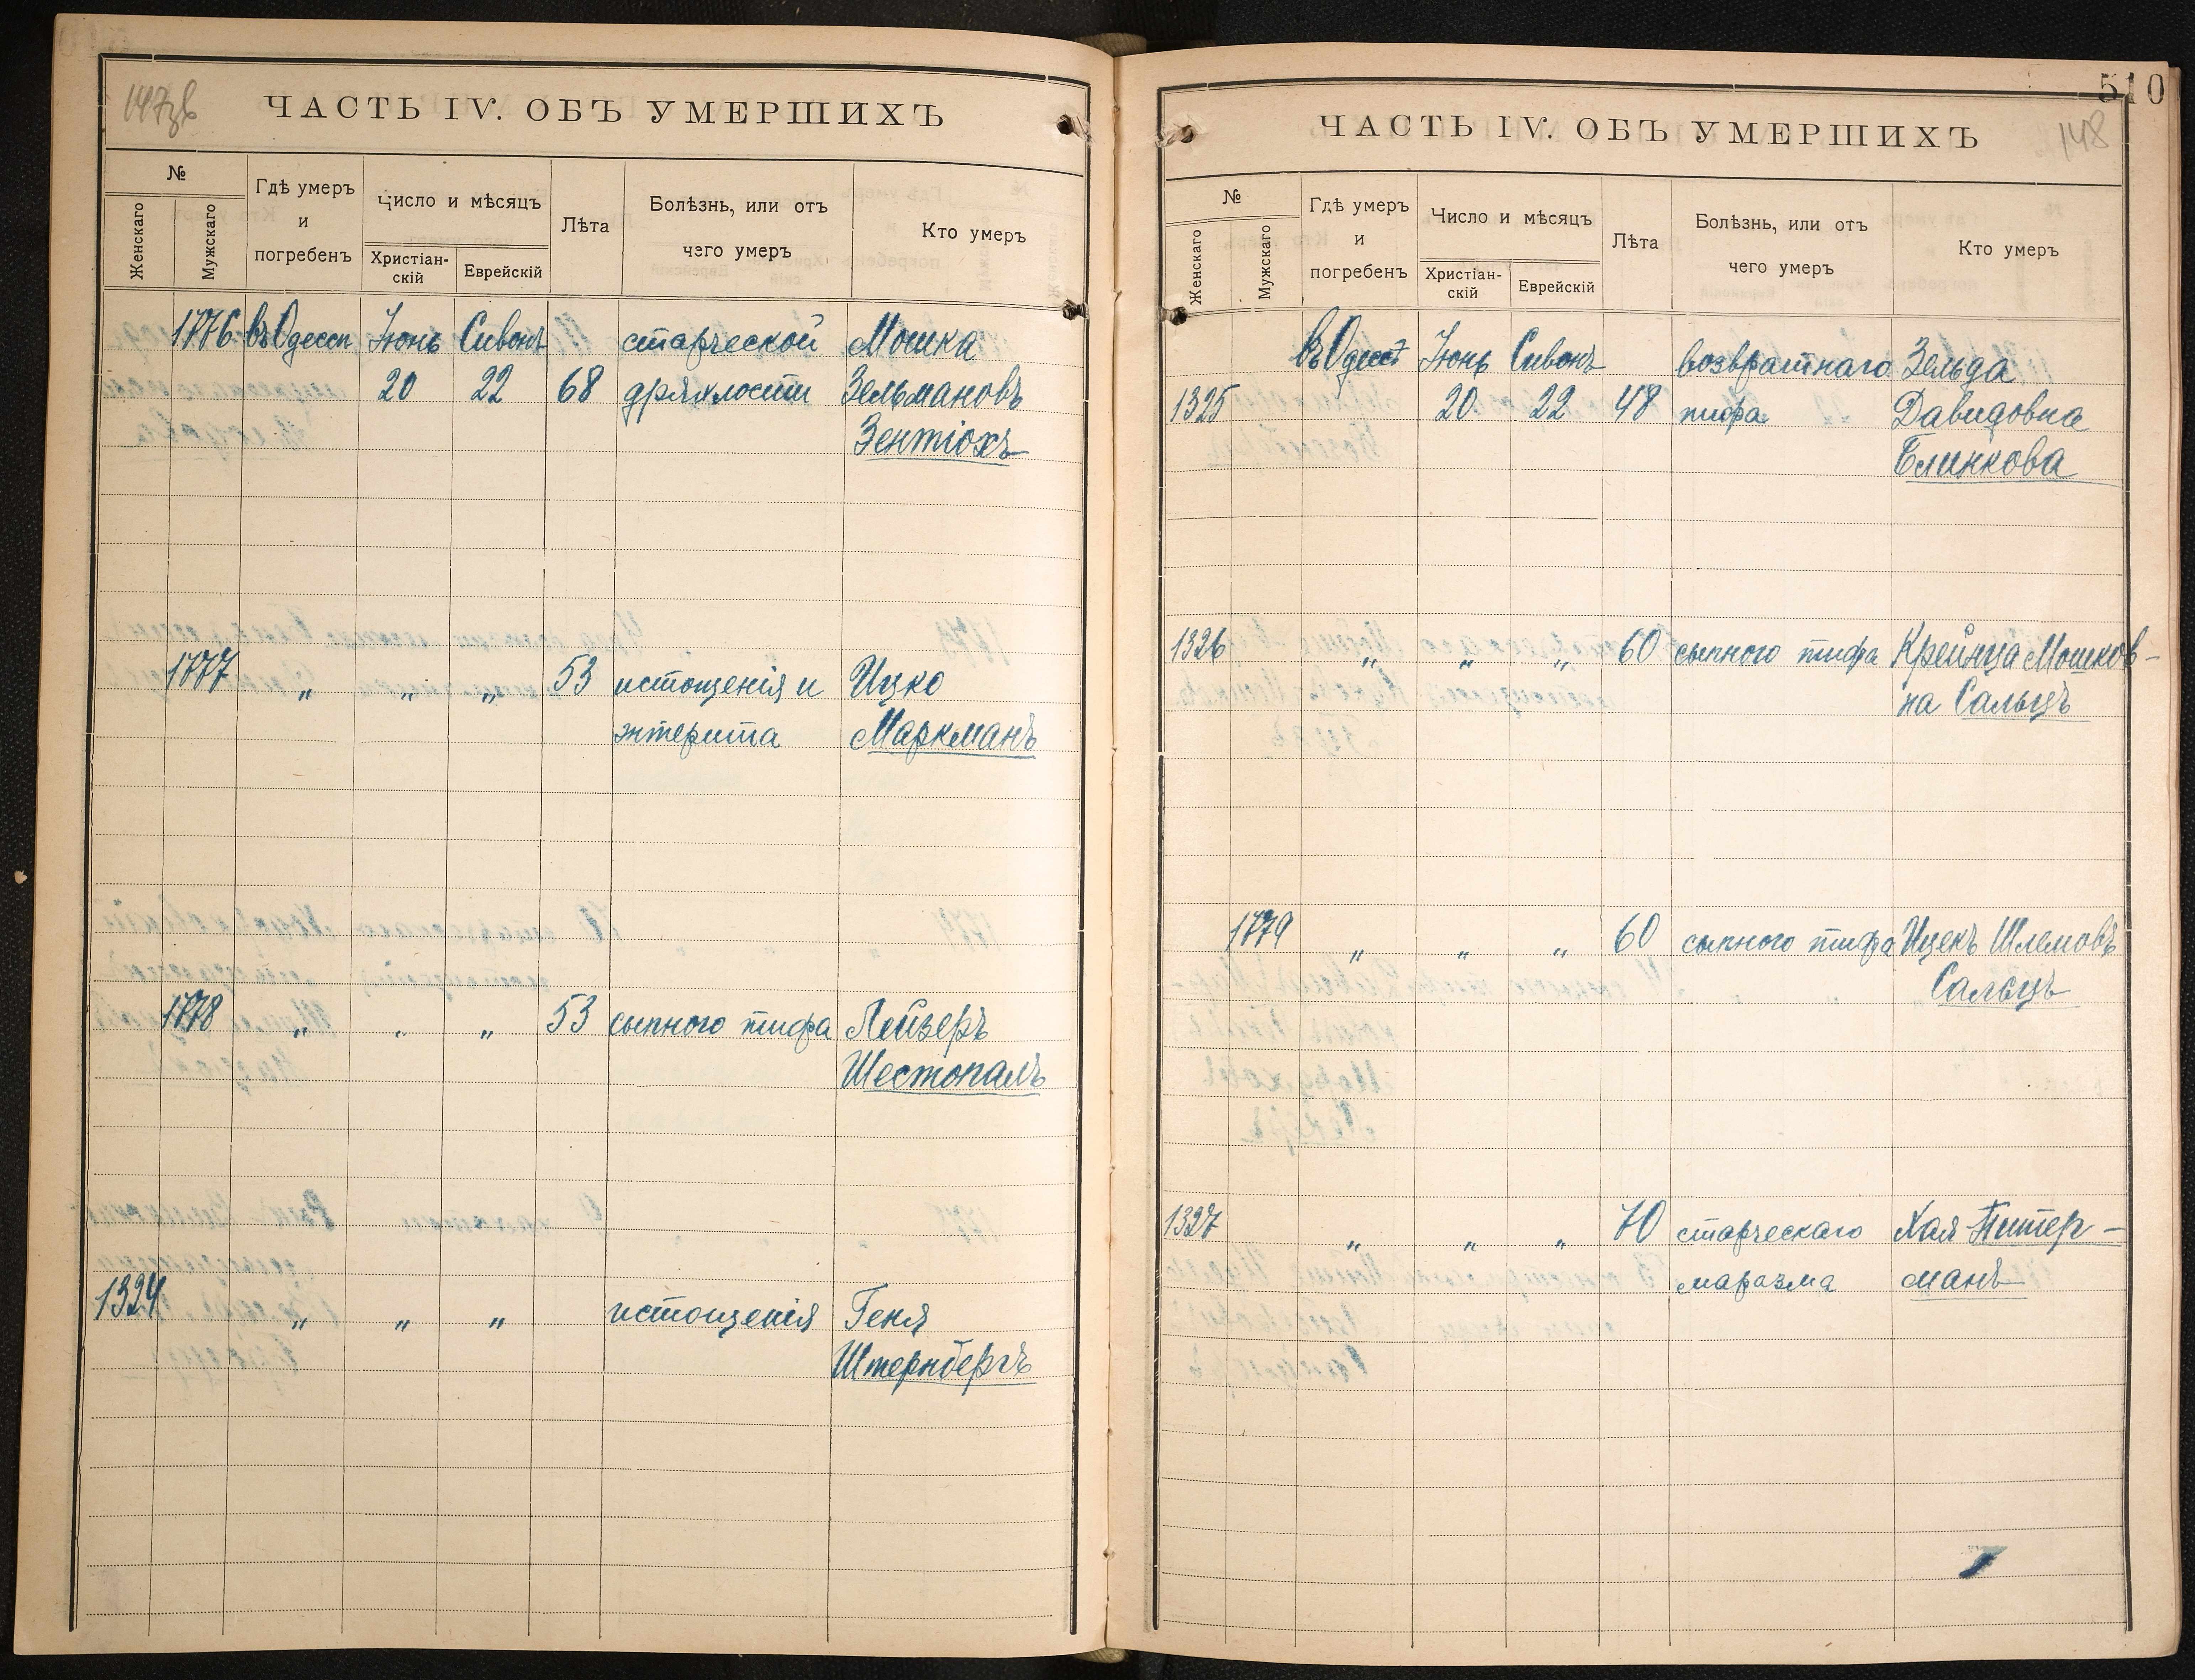 147об
ЧАСТЬ IV. ОБЪ УМЕРШИХЪ
№
Женскаго
Мужскаго
Гдѣ умеръ
и
погребенъ
Число и мѣсяцъ
Христіан-
скій
Еврейскій
Лѣта
Болѣзнь, или отъ
чего умеръ
Кто умеръ
1776 въ Одессѣ Іюнь Сивонъ старческой Мошка
20 22 68 дряхлости Зельмановъ
Зентіохъ
1777 „ „ „ 53 истощенія и Ицко
энтерита Маркманъ
1778 „ „ „ 53 сыпного тифа Лейзеръ
Шестопалъ
1324 „ „ „ истощенія Геня
Штернбергъ
510
148
ЧАСТЬ IV. ОБЪ УМЕРШИХЪ
№
Женскаго
Мужскаго
Гдѣ умеръ
и
погребенъ
Число и мѣсяцъ
Христіан-
скій
Еврейскій
Лѣта
Болѣзнь, или отъ
чего умеръ
Кто умеръ
въ Одессѣ Іюнь Сивонъ возвратнаго Зельда
1325 20 22 48 тифа Давидовна
Блинкова
1326 „ „ „ 60 сыпного тифа Крейнца Мошков-
на Сальцъ
1779 „ „ „ 60 сыпного тифа Ицекъ Шлемовъ
Сальцъ
1327 „ „ „ 70 старческаго Хая Питер-
маразма манъ